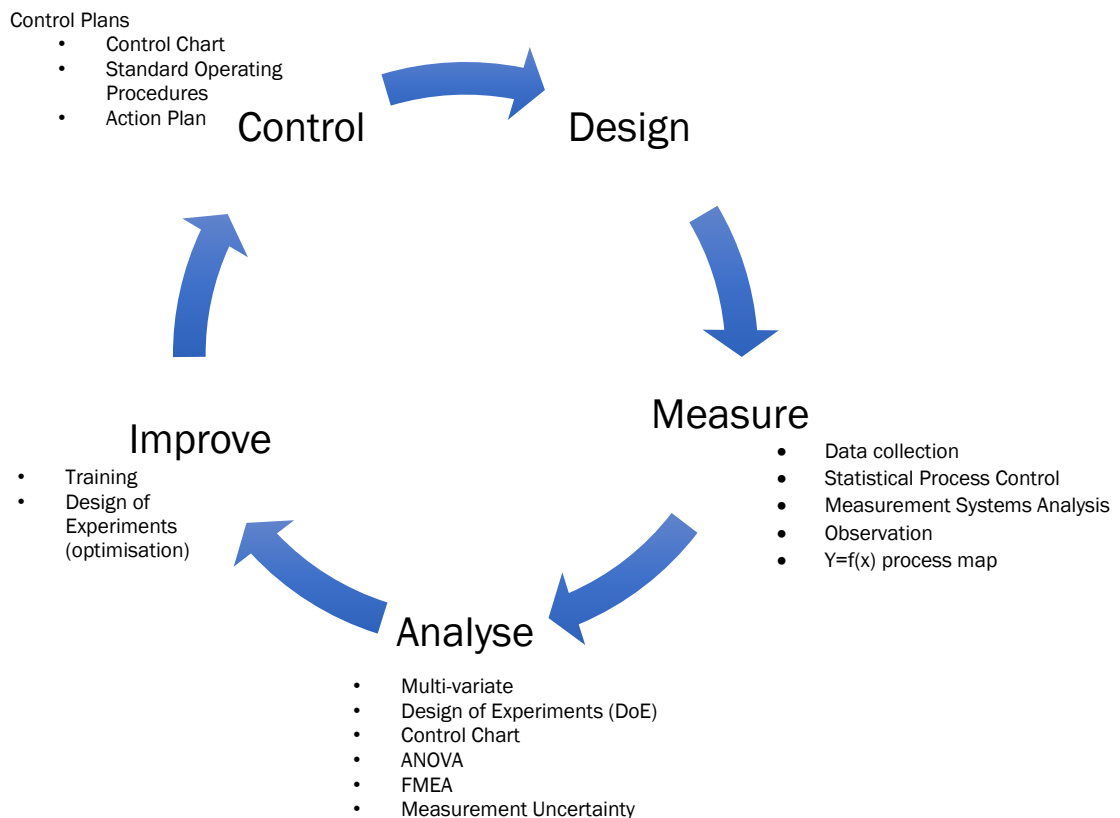 Control Plans
• Control Chart
• Standard Operating
Procedures
• Action Plan
Control
Design
Measure
• Data collection
• Statistical Process Control
• Measurement Systems Analysis
• Observation
• Y=f(x) process map
Analyse
• Multi-variate
• Design of Experiments (DoE)
• Control Chart
• ANOVA
• FMEA
• Measurement Uncertainty
Improve
• Training
• Design of
Experiments
(optimisation)